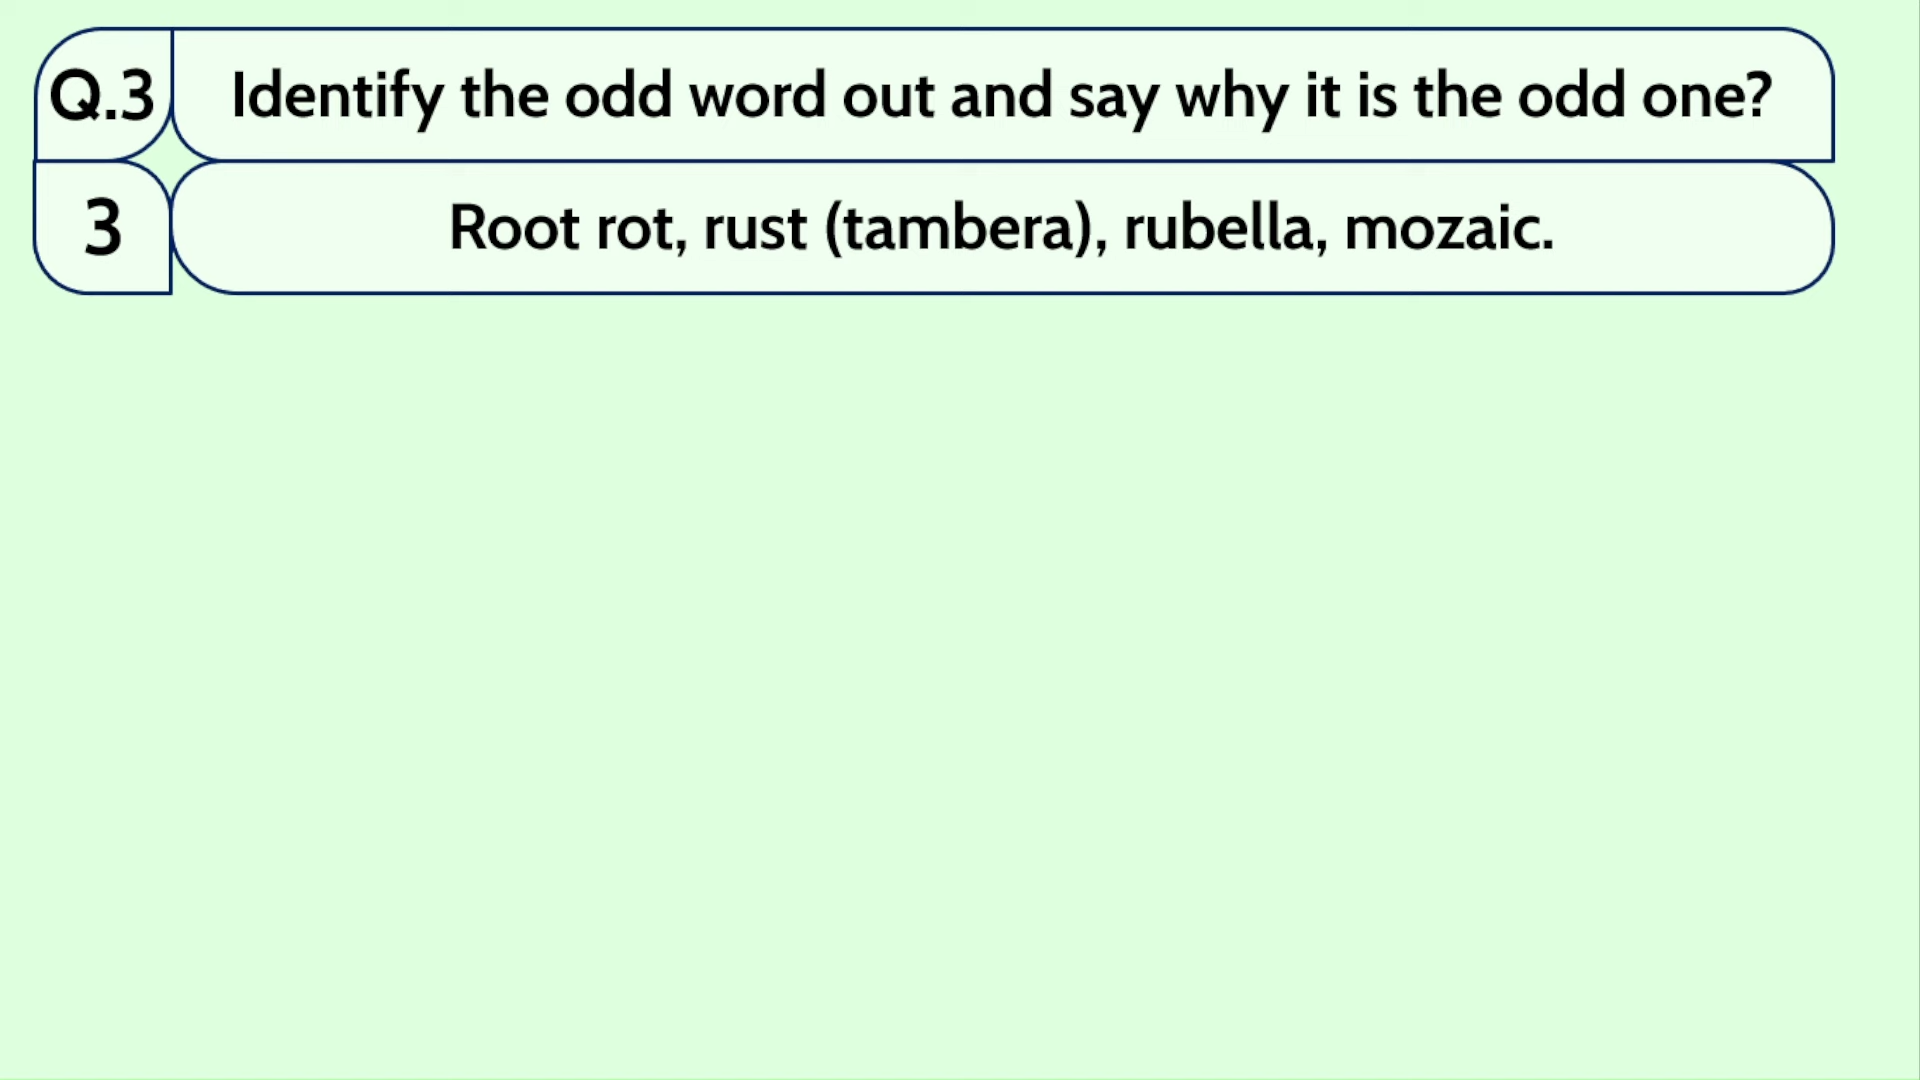 Q.3 Identify the odd word out and say why it is the odd one?
3 Root rot, rust (tambera), rubella, mozaic.